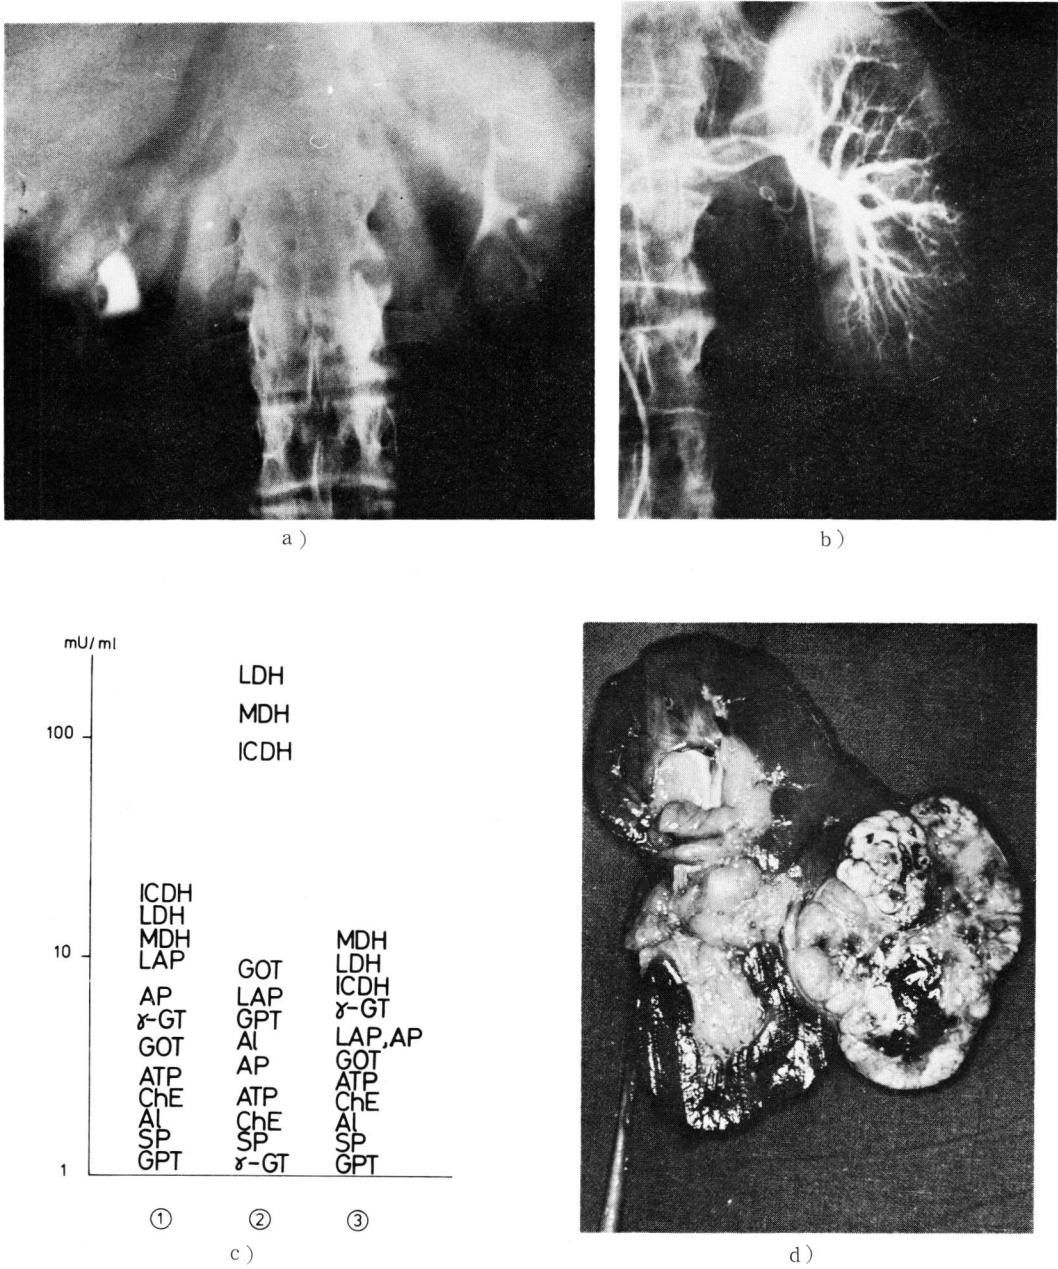 a )
b )
mU/ml
100
10
1
LDH
MDH
ICDH
ICDH
LDH
MDH
LAP
AP
ɤ-GT
GOT
ATP
ChE
Al
SP
GPT
GOT
LAP
GPT
Al
AP
ATP
ChE
SP
ɤ-GT
MDH
LDH
ICDH
ɤ-GT
LAP,AP
GOT
ATP
ChE
Al
SP
GPT
① ② ③
c )
d )